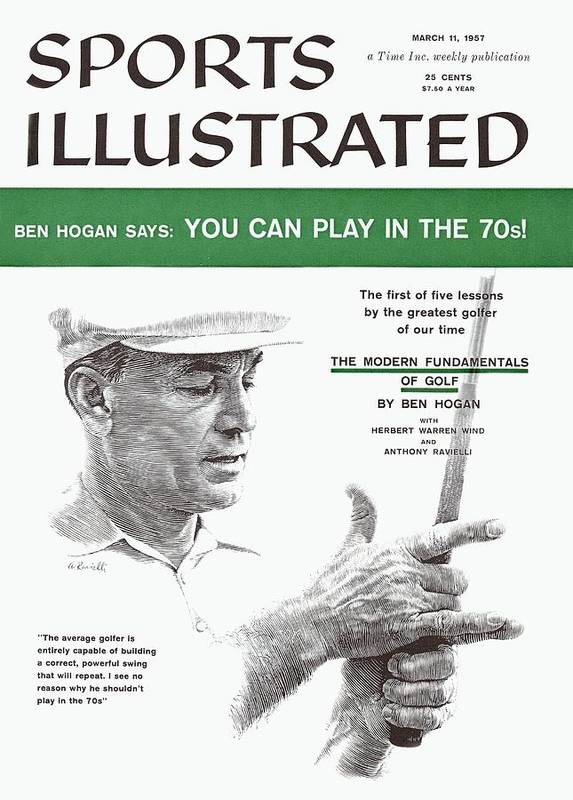 SPORTS
ILLUSTRATED
MARCH 11, 1957
a Time Inc. weekly publication
25 CENTS
$7.50 A YEAR
BEN HOGAN SAYS: YOU CAN PLAY IN THE 70s!
The first of five lessons
by the greatest golfer
of our time
THE MODERN FUNDAMENTALS
OF GOLF
BY BEN HOGAN
WITH
HERBERT WARREN WIND
AND
ANTHONY RAVIELLI
a. Ravielli
"The average golfer is
entirely capable of building
a correct, powerful swing
that will repeat. I see no
reason why he shouldn't
play in the 70s"